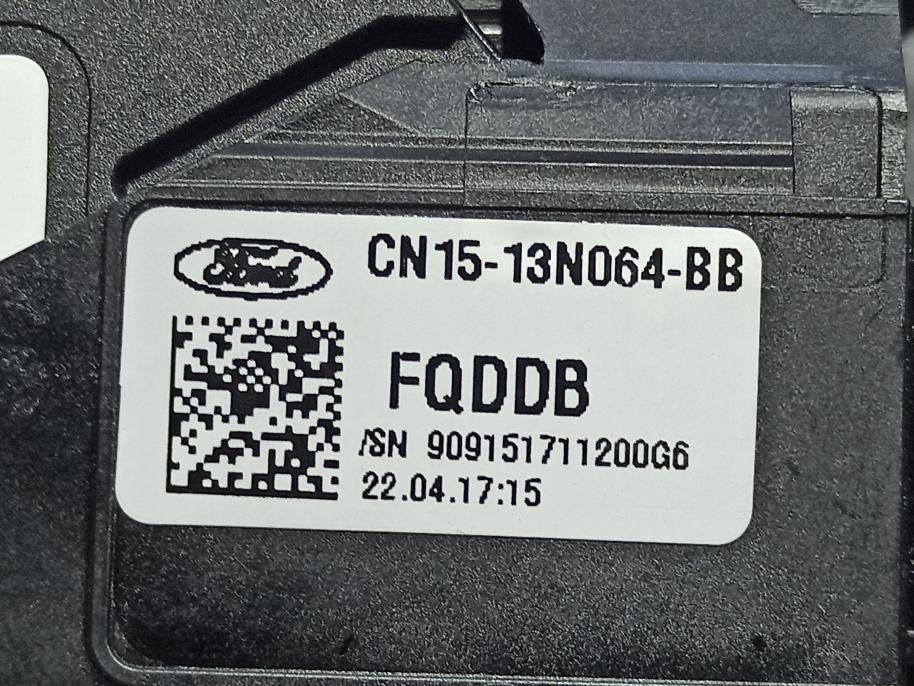 Ford
CN15-13N064-BB
FQDDB
/SN 909151711200G6
22.04.17:15